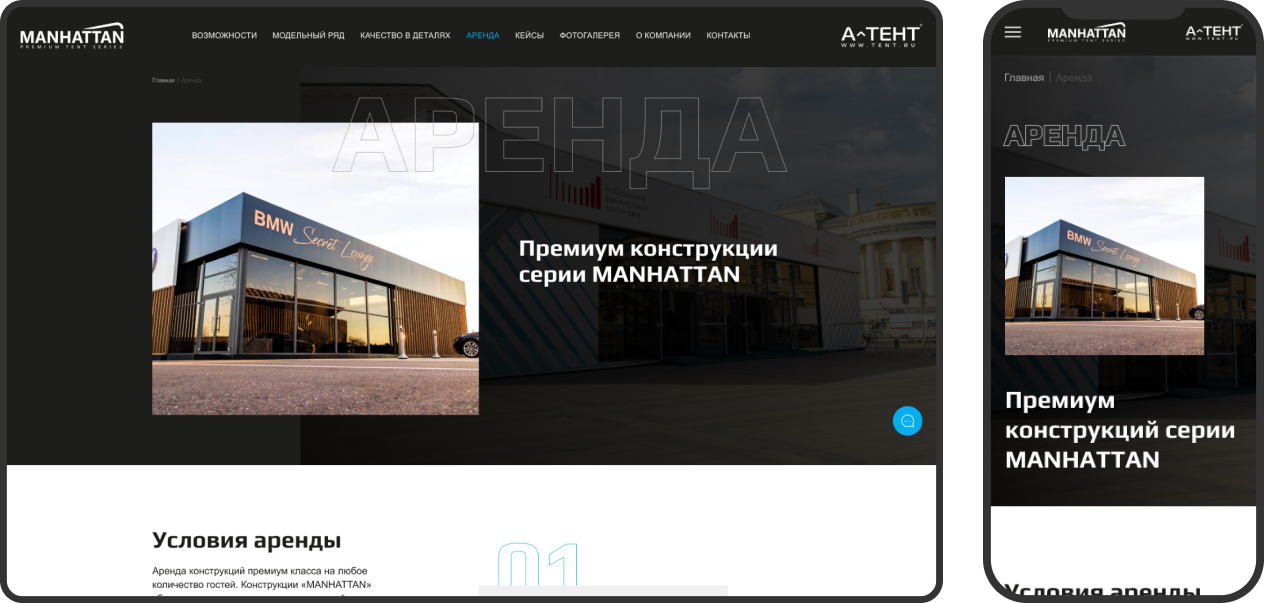 MANHATTAN
PREMIUM TENT SERIES
ВОЗМОЖНОСТИ МОДЕЛЬНЫЙ РЯД КАЧЕСТВО В ДЕТАЛЯХ АРЕНДА КЕЙСЫ ФОТОГАЛЕРЕЯ О КОМПАНИИ КОНТАКТЫ
А^ТЕНТ
WWW.TENT.RU
Главная | Аренда
АРЕНДА
BMW Secret Lounge
МОСКОВСКИЙ
ФИНАНСОВЫЙ
ФОРУМ
Премиум конструкции
серии MANHATTAN
Условия аренды
01
Аренда конструкций премиум класса на любое
количество гостей. Конструкции «MANHATTAN»
MANHATTAN
PREMIUM TENT SERIES
А^ТЕНТ
WWW.TENT.RU
Главная | Аренда
АРЕНДА
BMW Secret Lounge
Премиум
конструкций серии
MANHATTAN
Условия аренды